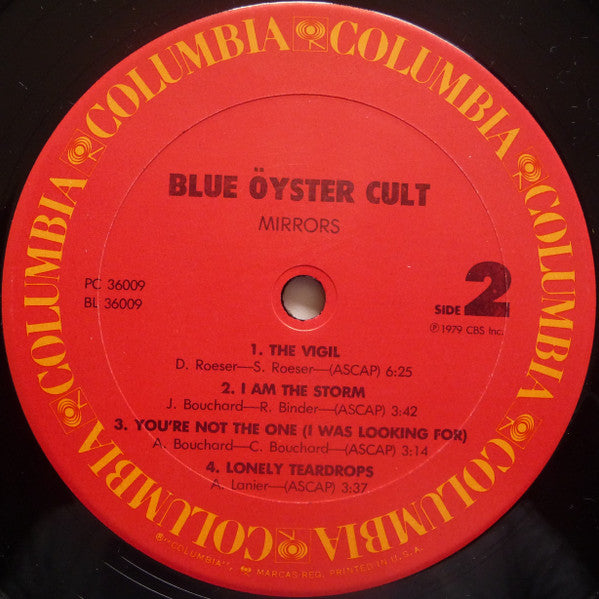 COLUMBIA COLUMBIA COLUMBIA COLUMBIA COLUMBIA COLUMBIA
BLUE ÖYSTER CULT
MIRRORS
PC 36009
BL 36009
SIDE 2
℗ 1979 CBS Inc.
1. THE VIGIL
D. Roeser—S. Roeser—(ASCAP) 6:25
2. I AM THE STORM
J. Bouchard—R. Binder—(ASCAP) 3:42
3. YOU'RE NOT THE ONE (I WAS LOOKING FOR)
A. Bouchard—C. Bouchard—(ASCAP) 3:14
4. LONELY TEARDROPS
A. Lanier—(ASCAP) 3:37
®"COLUMBIA", MARCAS REG. PRINTED IN U.S.A.